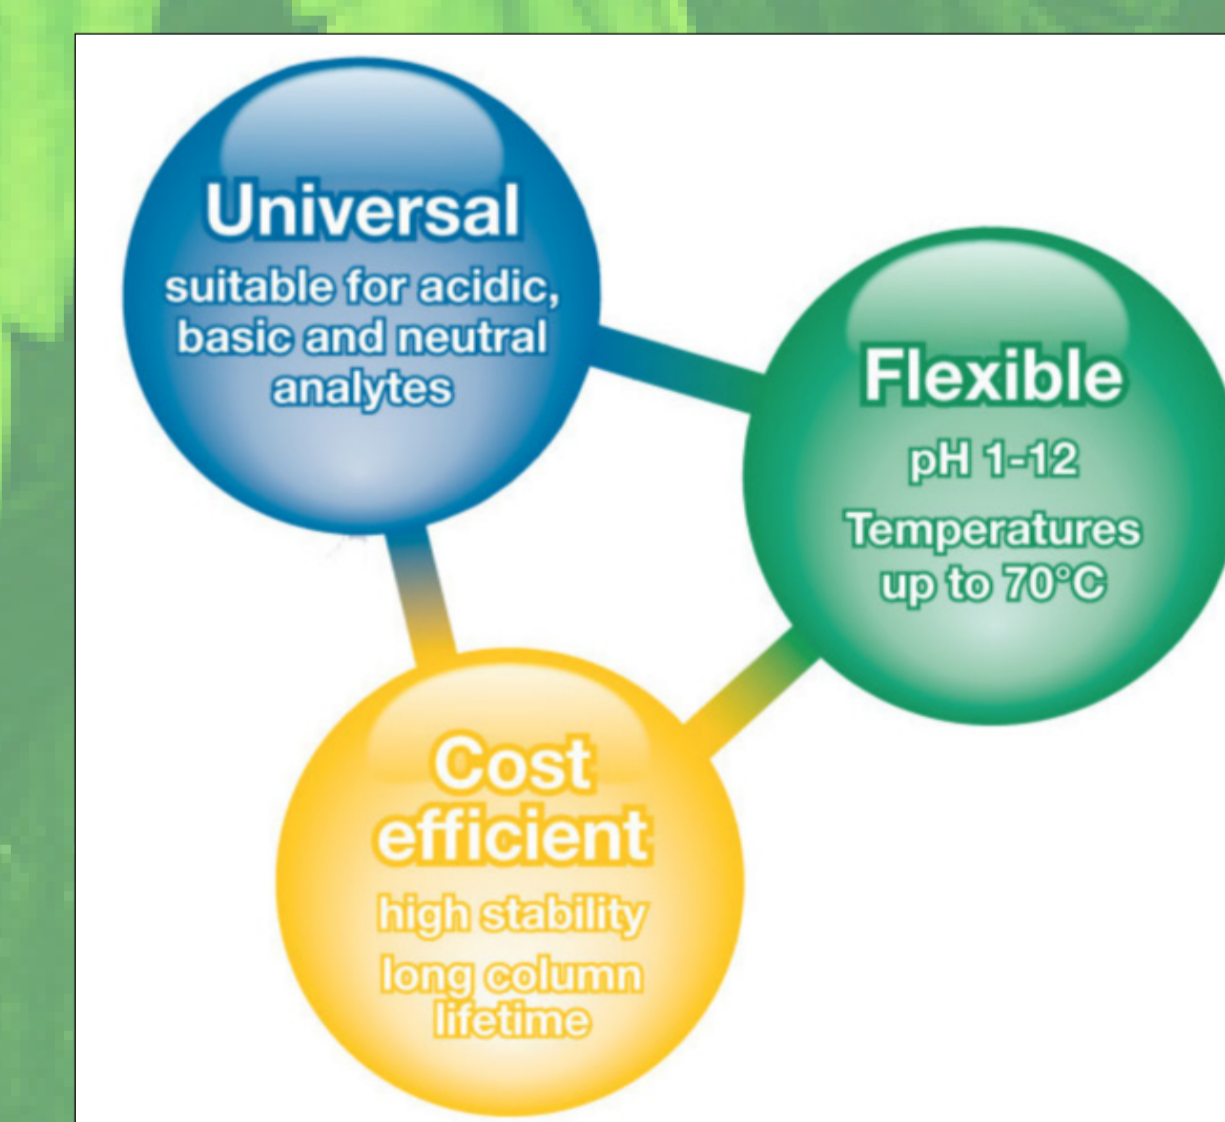 Universal
suitable for acidic,
basic and neutral
analytes
Flexible
pH 1-12
Temperatures
up to 70°C
Cost
efficient
high stability
long column
lifetime